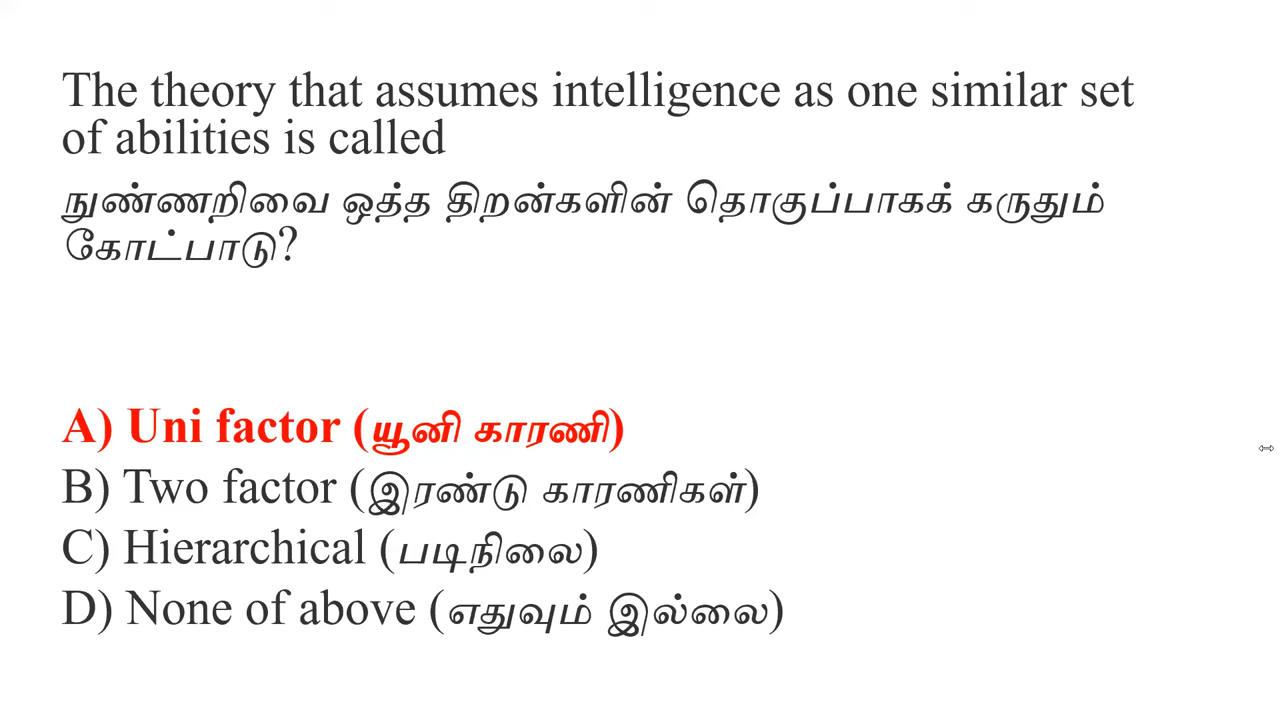 The theory that assumes intelligence as one similar set
of abilities is called
நுண்ணறிவை ஒத்த திறன்களின் தொகுப்பாகக் கருதும்
கோட்பாடு?
A) Uni factor (யூனி காரணி)
B) Two factor (இரண்டு காரணிகள்)
C) Hierarchical (படிநிலை)
D) None of above (எதுவும் இல்லை)